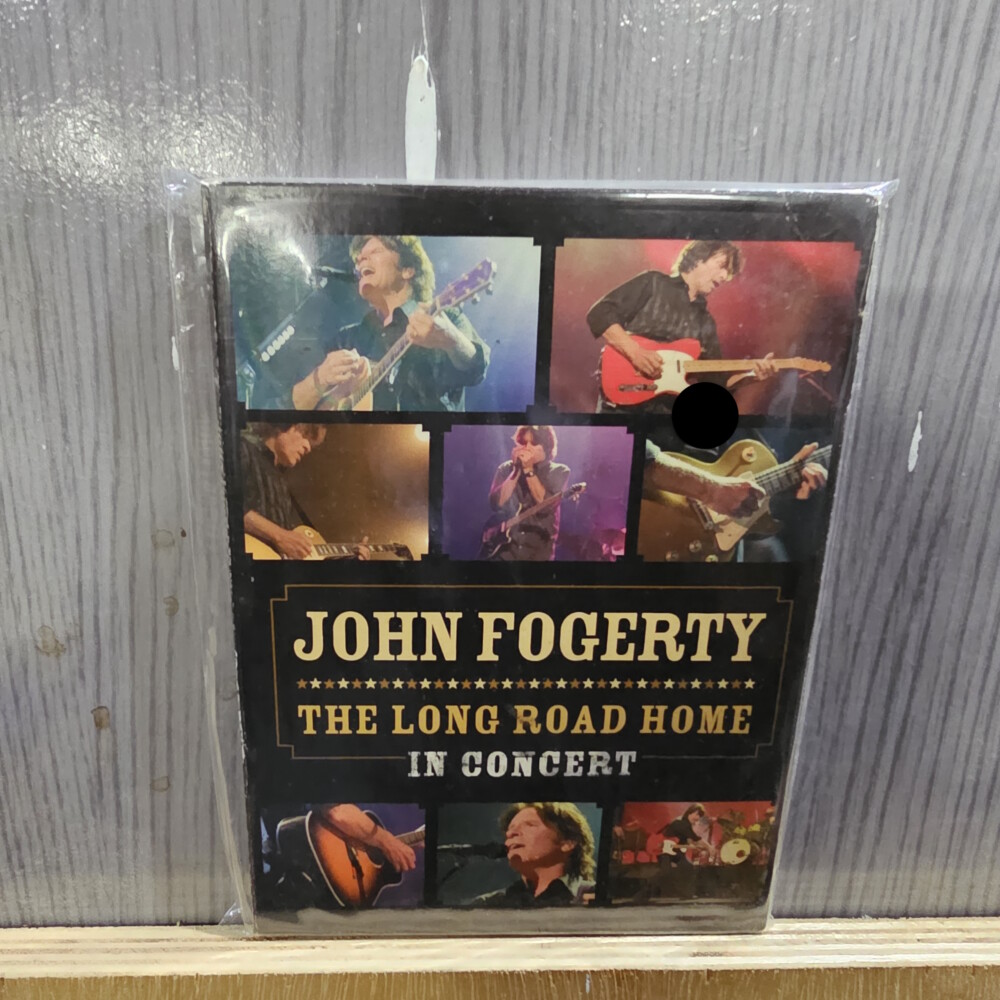 JOHN FOGERTY
THE LONG ROAD HOME
IN CONCERT